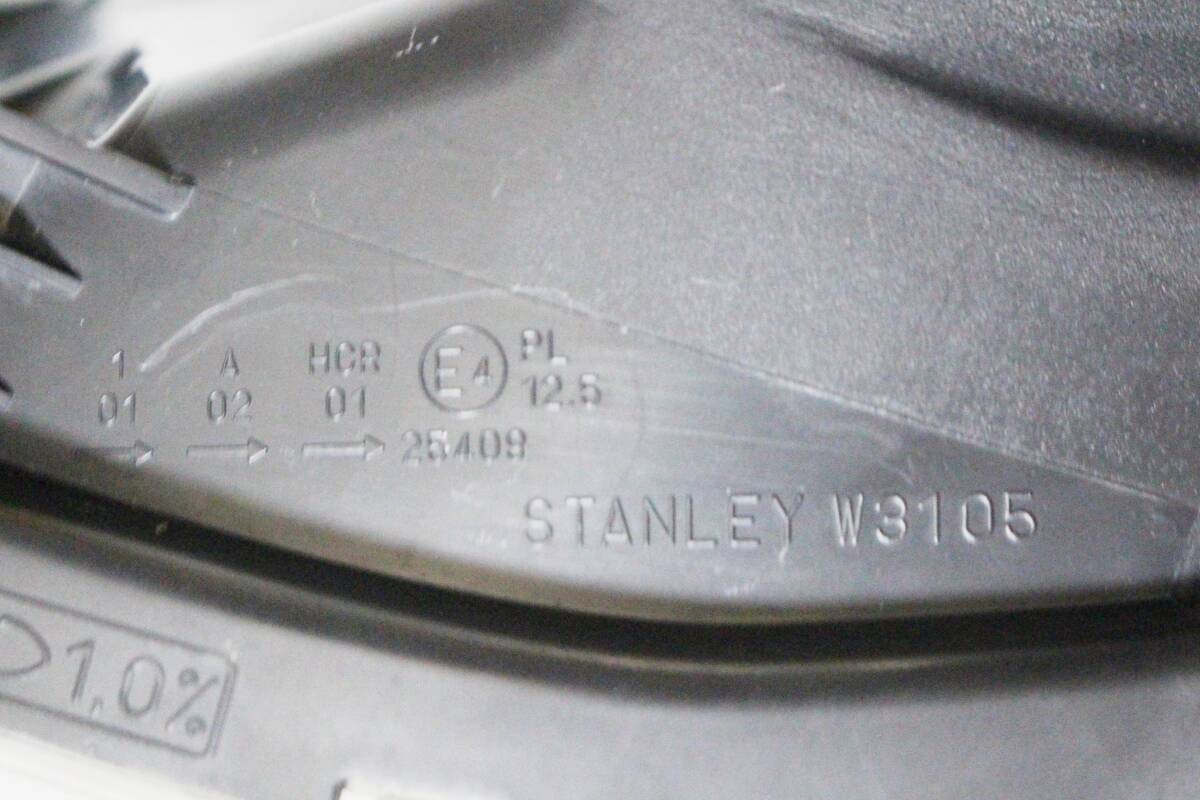 1 A HCR E4 PL
01 02 01 12.5
→ → → 25409
STANLEY W3105
1,0%